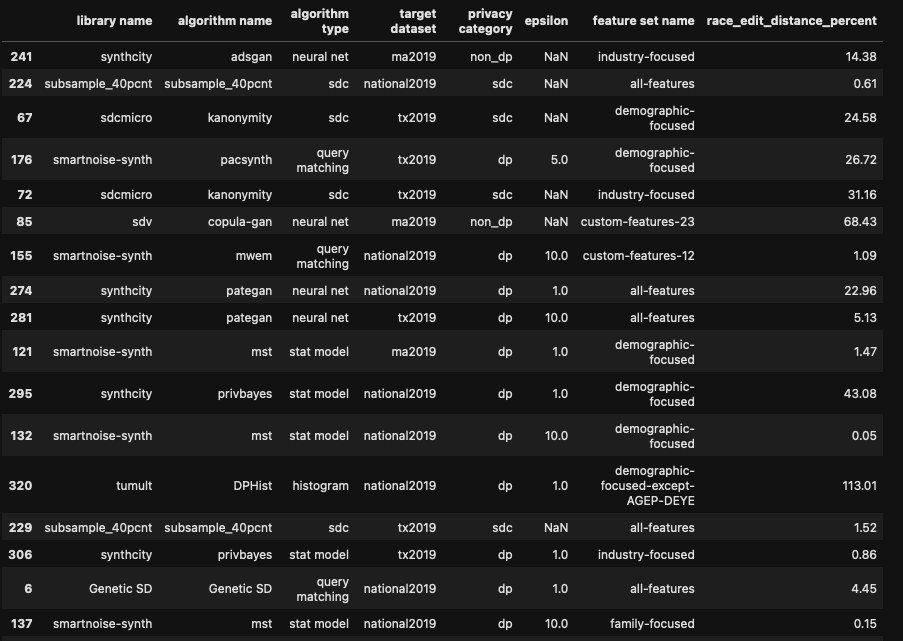 library name algorithm name algorithm type target dataset privacy category epsilon feature set name race_edit_distance_percent
241 synthcity adsgan neural net ma2019 non_dp NaN industry-focused 14.38
224 subsample_40pcnt subsample_40pcnt sdc national2019 sdc NaN all-features 0.61
67 sdcmicro kanonymity sdc tx2019 sdc NaN demographic-focused 24.58
176 smartnoise-synth pacsynth query matching tx2019 dp 5.0 demographic-focused 26.72
72 sdcmicro kanonymity sdc tx2019 sdc NaN industry-focused 31.16
85 sdv copula-gan neural net ma2019 non_dp NaN custom-features-23 68.43
155 smartnoise-synth mwem query matching national2019 dp 10.0 custom-features-12 1.09
274 synthcity pategan neural net national2019 dp 1.0 all-features 22.96
281 synthcity pategan neural net tx2019 dp 10.0 all-features 5.13
121 smartnoise-synth mst stat model ma2019 dp 1.0 demographic-focused 1.47
295 synthcity privbayes stat model national2019 dp 1.0 demographic-focused 43.08
132 smartnoise-synth mst stat model national2019 dp 10.0 demographic-focused 0.05
320 tumult DPHist histogram national2019 dp 1.0 demographic-focused-except-AGEP-DEYE 113.01
229 subsample_40pcnt subsample_40pcnt sdc tx2019 sdc NaN all-features 1.52
306 synthcity privbayes stat model tx2019 dp 1.0 industry-focused 0.86
6 Genetic SD Genetic SD query matching national2019 dp 1.0 all-features 4.45
137 smartnoise-synth mst stat model national2019 dp 10.0 family-focused 0.15